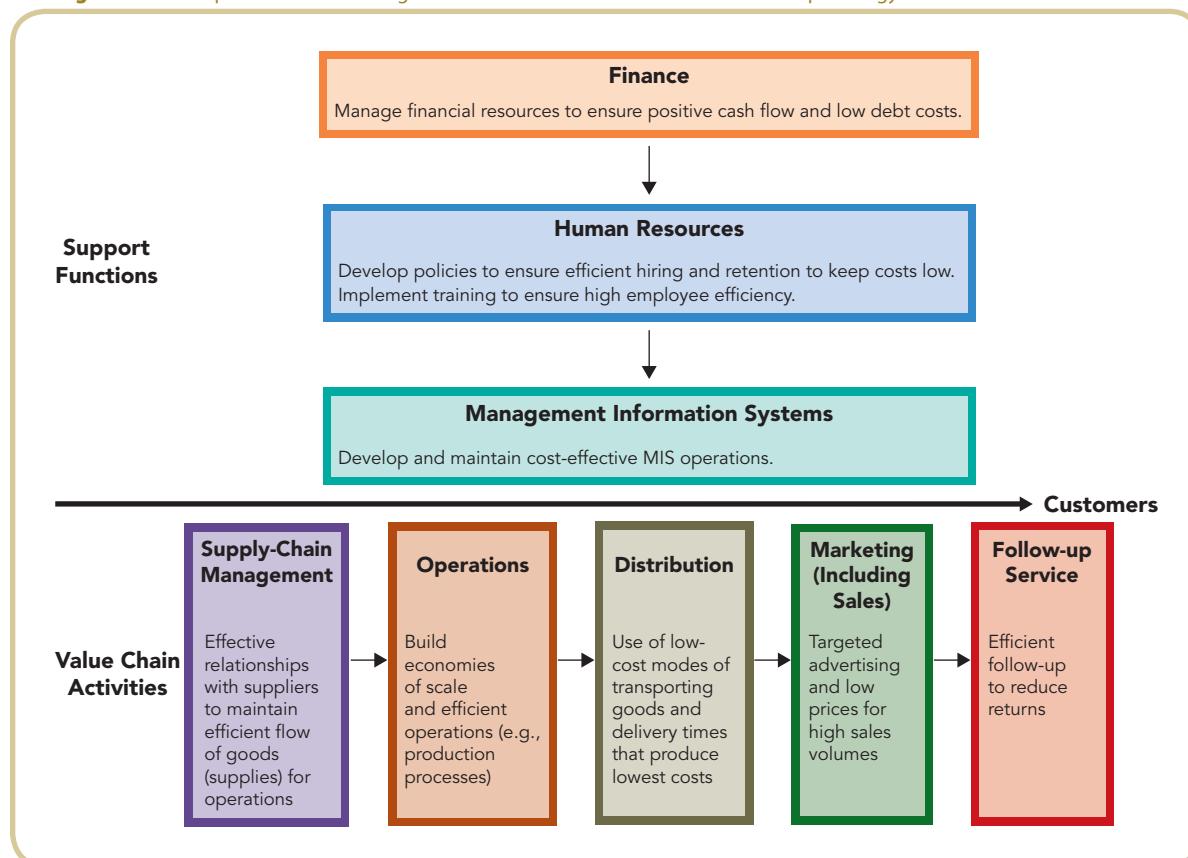 Finance
Manage financial resources to ensure positive cash flow and low debt costs.
Human Resources
Develop policies to ensure efficient hiring and retention to keep costs low.
Implement training to ensure high employee efficiency.
Support
Functions
Management Information Systems
Develop and maintain cost-effective MIS operations.
Customers
Value Chain
Activities
Supply-Chain
Management
Effective
relationships
with suppliers
to maintain
efficient flow
of goods
(supplies) for
operations
Operations
Build
economies
of scale
and efficient
operations (e.g.,
production
processes)
Distribution
Use of low-
cost modes of
transporting
goods and
delivery times
that produce
lowest costs
Marketing
(Including
Sales)
Targeted
advertising
and low
prices for
high sales
volumes
Follow-up
Service
Efficient
follow-up
to reduce
returns